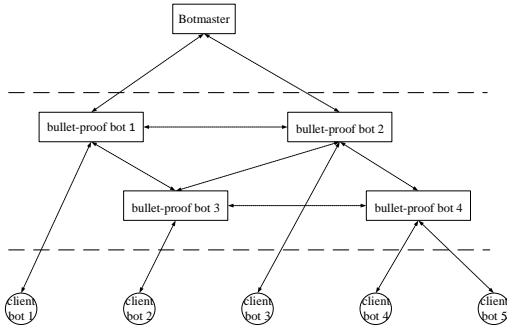 Botmaster
bullet-proof bot 1
bullet-proof bot 2
bullet-proof bot 3
bullet-proof bot 4
client
bot 1
client
bot 2
client
bot 3
client
bot 4
client
bot 5